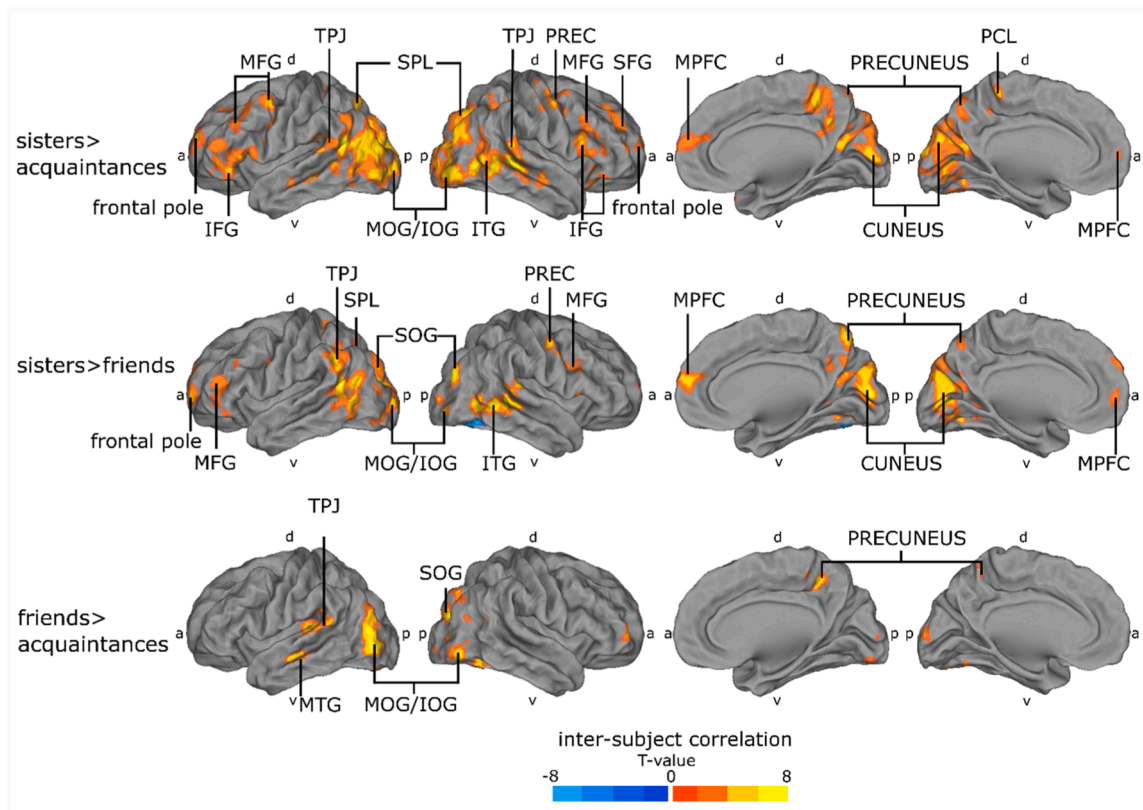 TPJ TPJ PREC PCL
MFG d SPL MFG SFG MPFC d PRECUNEUS d
sisters>
acquaintances
a p p a a p p a
frontal pole frontal pole
IFG MOG/IOG ITG IFG CUNEUS MPFC
v v v v
TPJ PREC
SPL d MFG MPFC d PRECUNEUS d
SOG
sisters>friends
a p p a a p p a
frontal pole
MFG MOG/IOG ITG CUNEUS MPFC
v v v v
TPJ
d d d PRECUNEUS d
SOG
friends>
acquaintances
a p p a a p p a
MTG MOG/IOG
v v v v
inter-subject correlation
T-value
-8 0 8